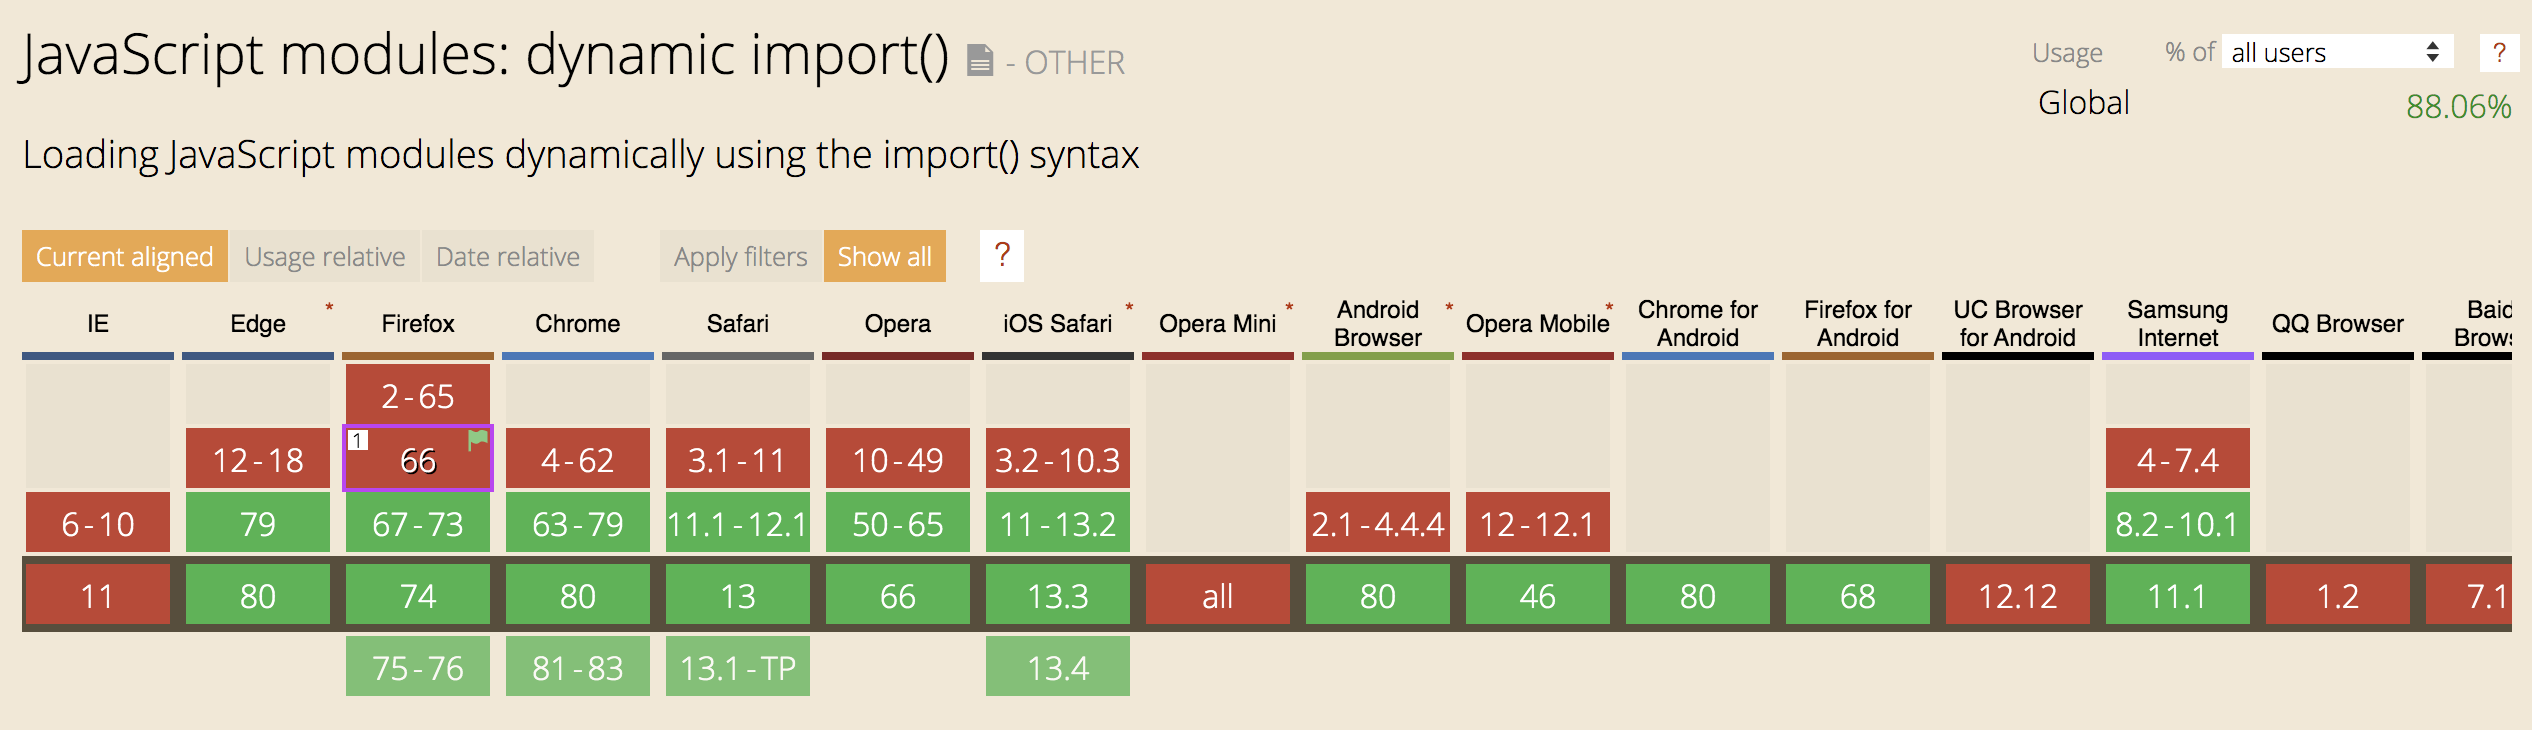 JavaScript modules: dynamic import() - OTHER
Usage % of all users ?
Global 88.06%
Loading JavaScript modules dynamically using the import() syntax
Current aligned Usage relative Date relative Apply filters Show all ?
IE Edge * Firefox Chrome Safari Opera iOS Safari * Opera Mini * Android Browser * Opera Mobile * Chrome for Android Firefox for Android UC Browser for Android Samsung Internet QQ Browser Baid Brows
2-65
12-18 1 66 4-62 3.1-11 10-49 3.2-10.3 4-7.4
6-10 79 67-73 63-79 11.1-12.1 50-65 11-13.2 2.1-4.4.4 12-12.1 8.2-10.1
11 80 74 80 13 66 13.3 all 80 46 80 68 12.12 11.1 1.2 7.1
75-76 81-83 13.1-TP 13.4